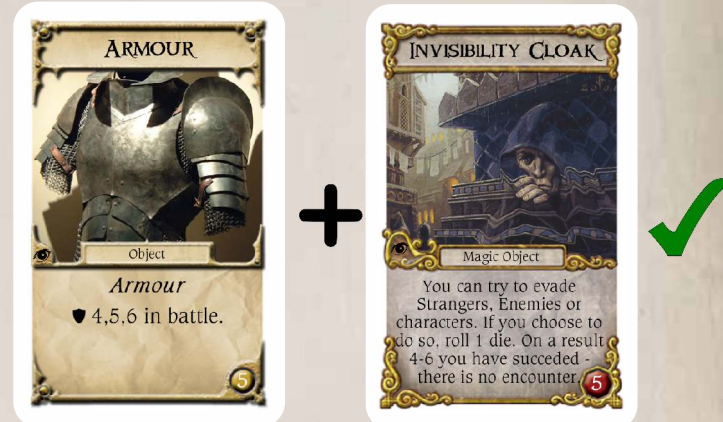 ARMOUR
Object
Armour
4,5,6 in battle.
5
INVISIBILITY CLOAK
Magic Object
You can try to evade
Strangers, Enemies or
characters. If you choose to
do so, roll 1 die. On a result
4-6 you have succeded -
there is no encounter.
5